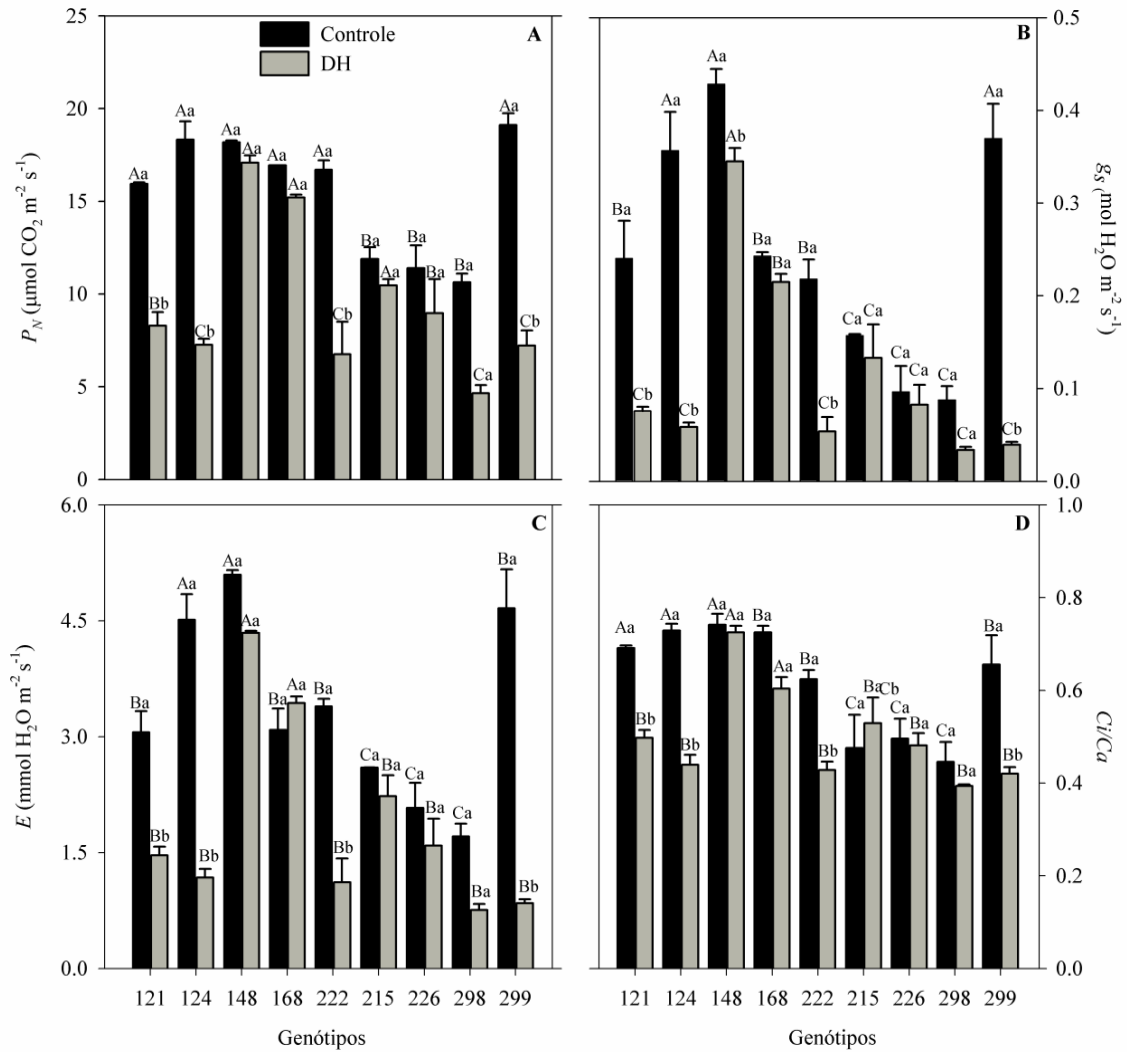 A
Controle
DH
25
20
15
10
5
0
P_N (µmol CO2 m-2 s-1)
Aa
Bb
Aa
Cb
Aa
Aa
Aa
Aa
Aa
Cb
Ba
Aa
Ba
Ba
Ba
Ca
Aa
Cb
B
0.5
0.4
0.3
0.2
0.1
0.0
g_s (mol H2O m-2 s-1)
Ba
Cb
Aa
Cb
Aa
Ab
Ba
Ba
Ba
Cb
Ca
Ca
Ca
Ca
Ca
Ca
Aa
Cb
C
6.0
4.5
3.0
1.5
0.0
E (mmol H2O m-2 s-1)
Ba
Bb
Aa
Bb
Aa
Aa
Ba
Aa
Ba
Bb
Ca
Ba
Ca
Ba
Ca
Ba
Ba
Bb
121 124 148 168 222 215 226 298 299
Genótipos
D
1.0
0.8
0.6
0.4
0.2
0.0
Ci/Ca
Aa
Bb
Aa
Bb
Aa
Aa
Ba
Aa
Ba
Bb
Ca
Ba
Cb
Ca
Ba
Ca
Ba
Ba
Bb
121 124 148 168 222 215 226 298 299
Genótipos